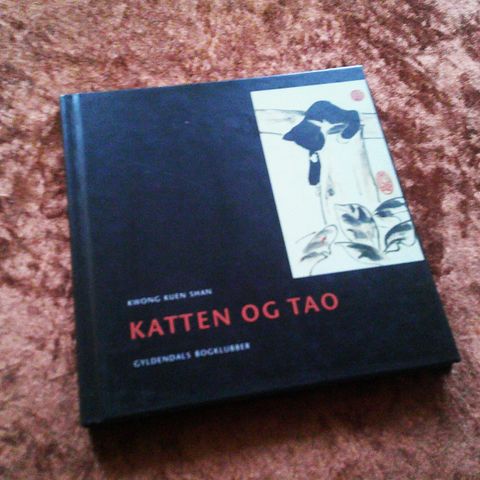 KWONG KUEN SHAN
KATTEN OG TAO
GYLDENDALS BOGKLUBBER